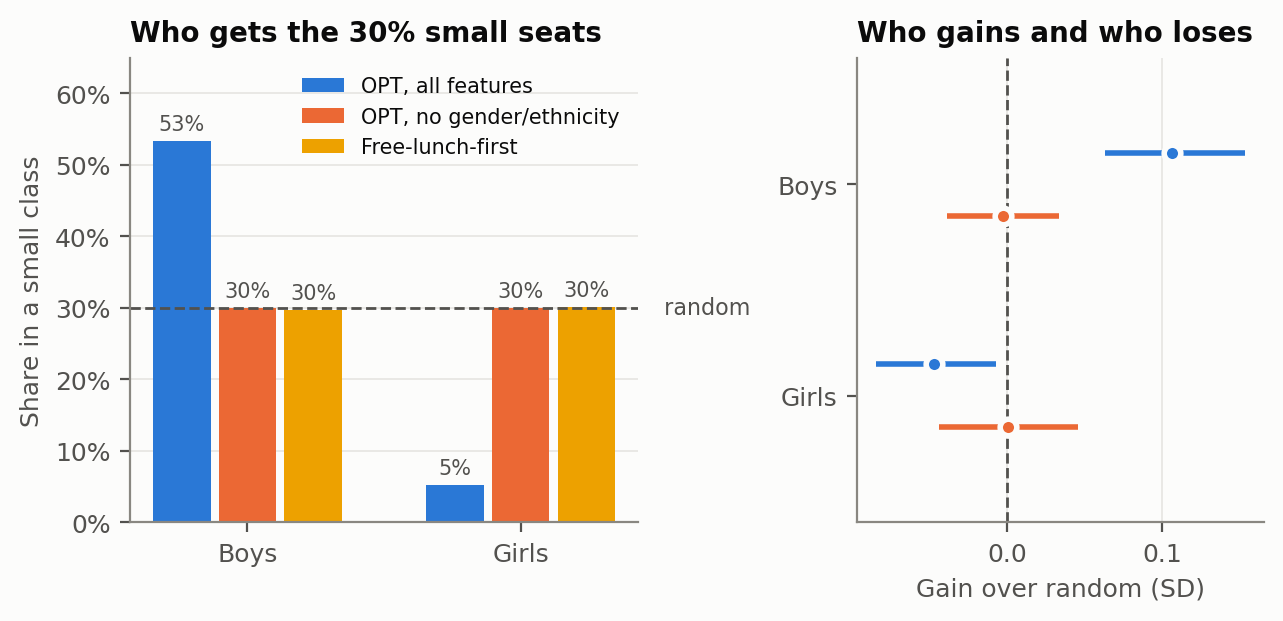 Who gets the 30% small seats
Share in a small class
60%
50%
40%
30%
20%
10%
0%
OPT, all features
OPT, no gender/ethnicity
Free-lunch-first
53%
30%
30%
5%
30%
30%
random
Boys
Girls
Who gains and who loses
Boys
Girls
0.0
0.1
Gain over random (SD)